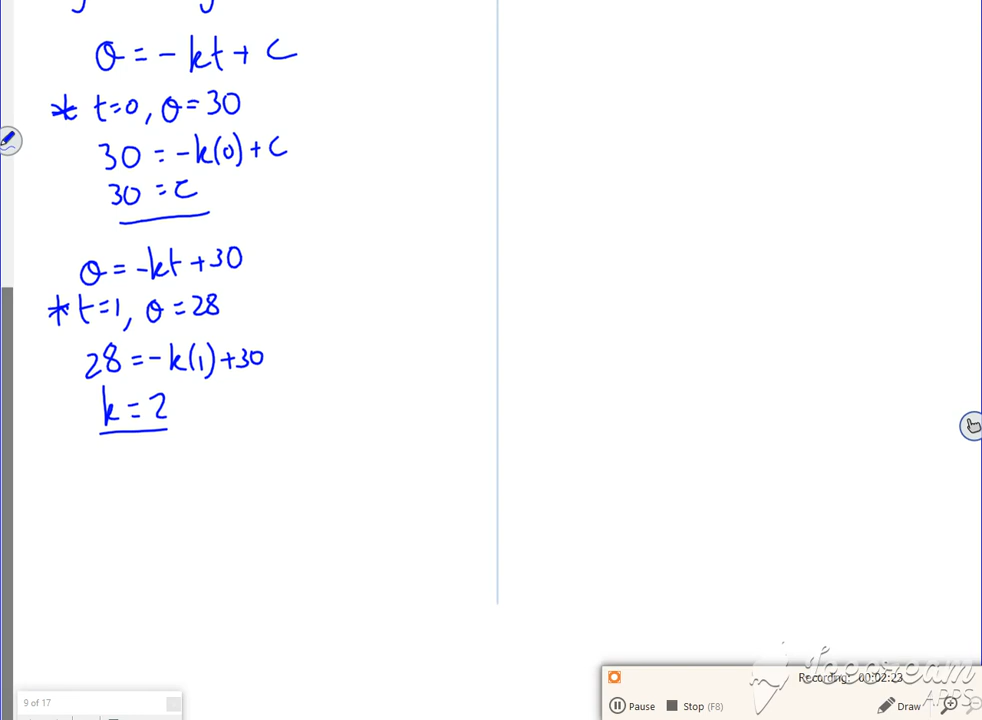 θ = -kt + c
* t=0, θ=30
30 = -k(0)+c
30 = c
θ = -kt +30
* t=1, θ=28
28 = -k(1)+30
k = 2
9 of 17
Recording: 00:02:23
Pause Stop (F8) Draw
APPS